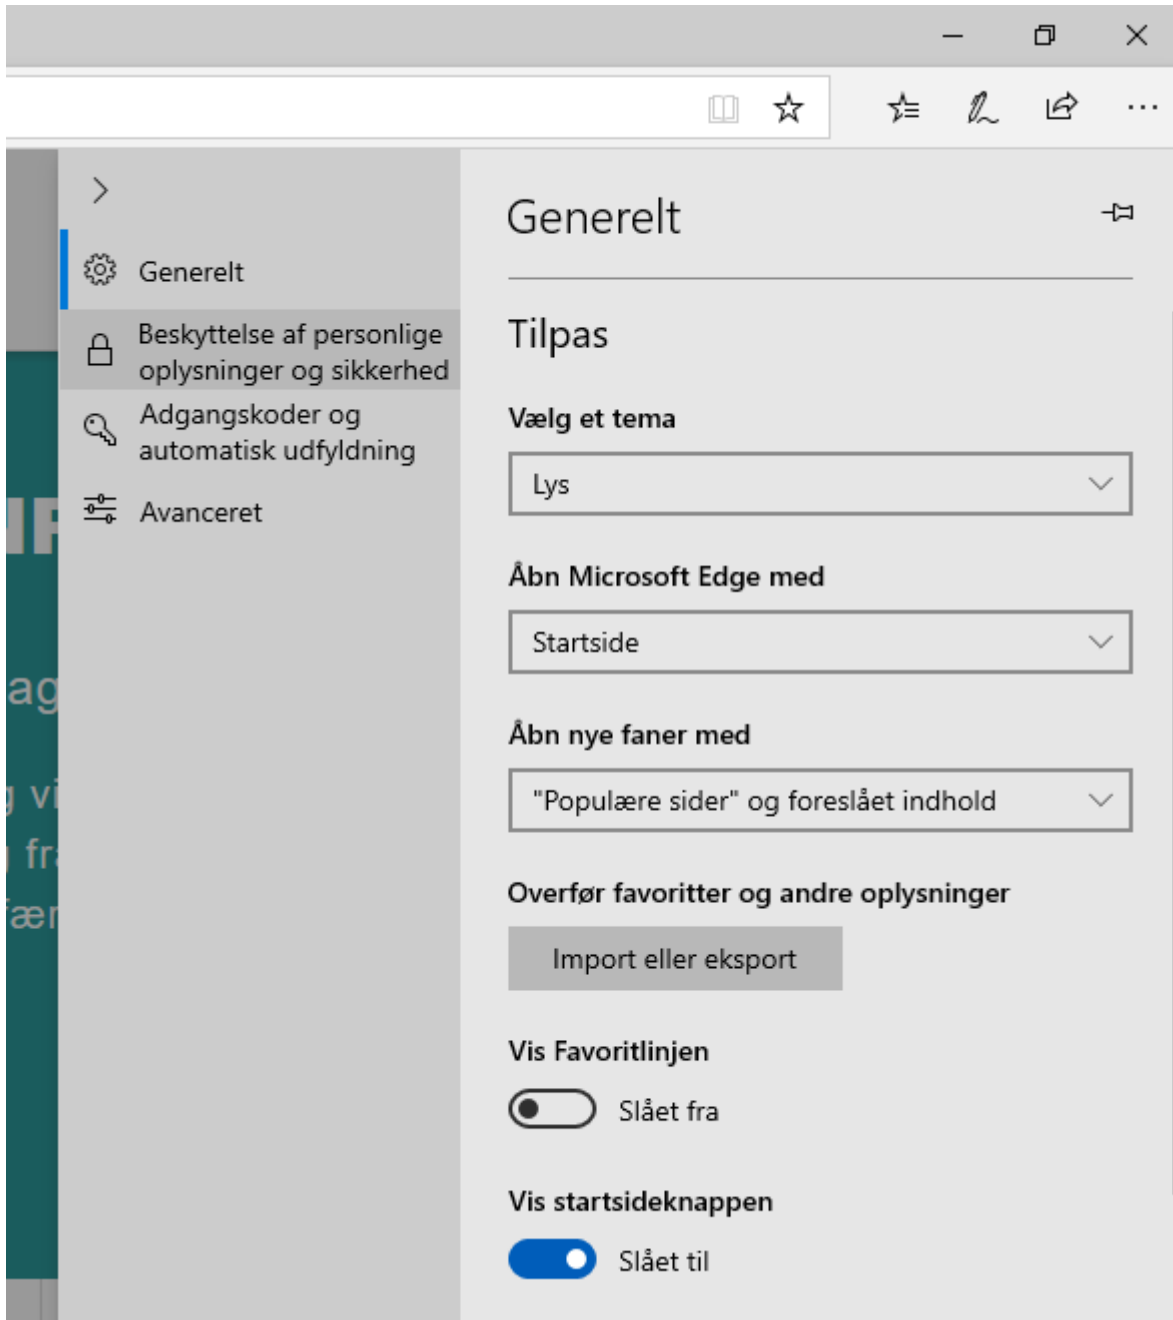 Generelt
Beskyttelse af personlige
oplysninger og sikkerhed
Adgangskoder og
automatisk udfyldning
Avanceret
Generelt
Tilpas
Vælg et tema
Lys
Åbn Microsoft Edge med
Startside
Åbn nye faner med
"Populære sider" og foreslået indhold
Overfør favoritter og andre oplysninger
Import eller eksport
Vis Favoritlinjen
Slået fra
Vis startsideknappen
Slået til